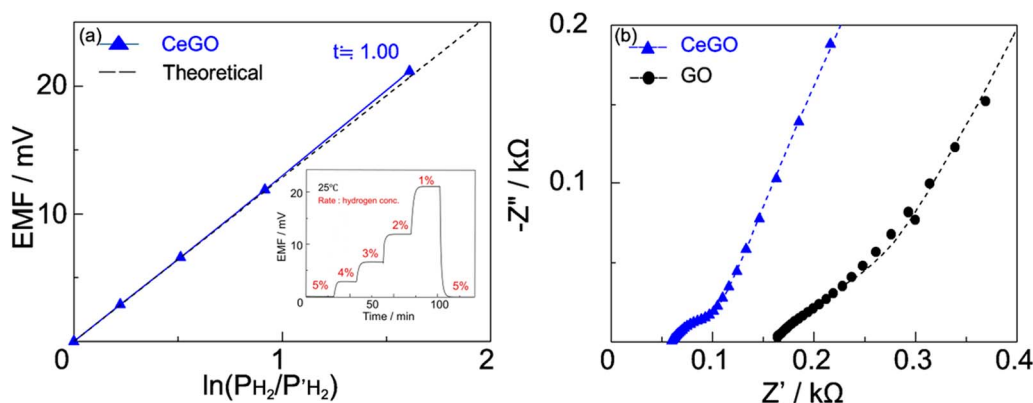 (a)
CeGO
Theoretical
t≒ 1.00
EMF / mV
20
10
0
0
1
2
ln(PH2/P'H2)
25℃
Rate : hydrogen conc.
EMF / mV
20
10
0
5%
4%
3%
2%
1%
5%
50
100
Time / min
(b)
CeGO
GO
-Z" / kΩ
0.2
0.1
0
0
0.1
0.2
0.3
0.4
Z' / kΩ